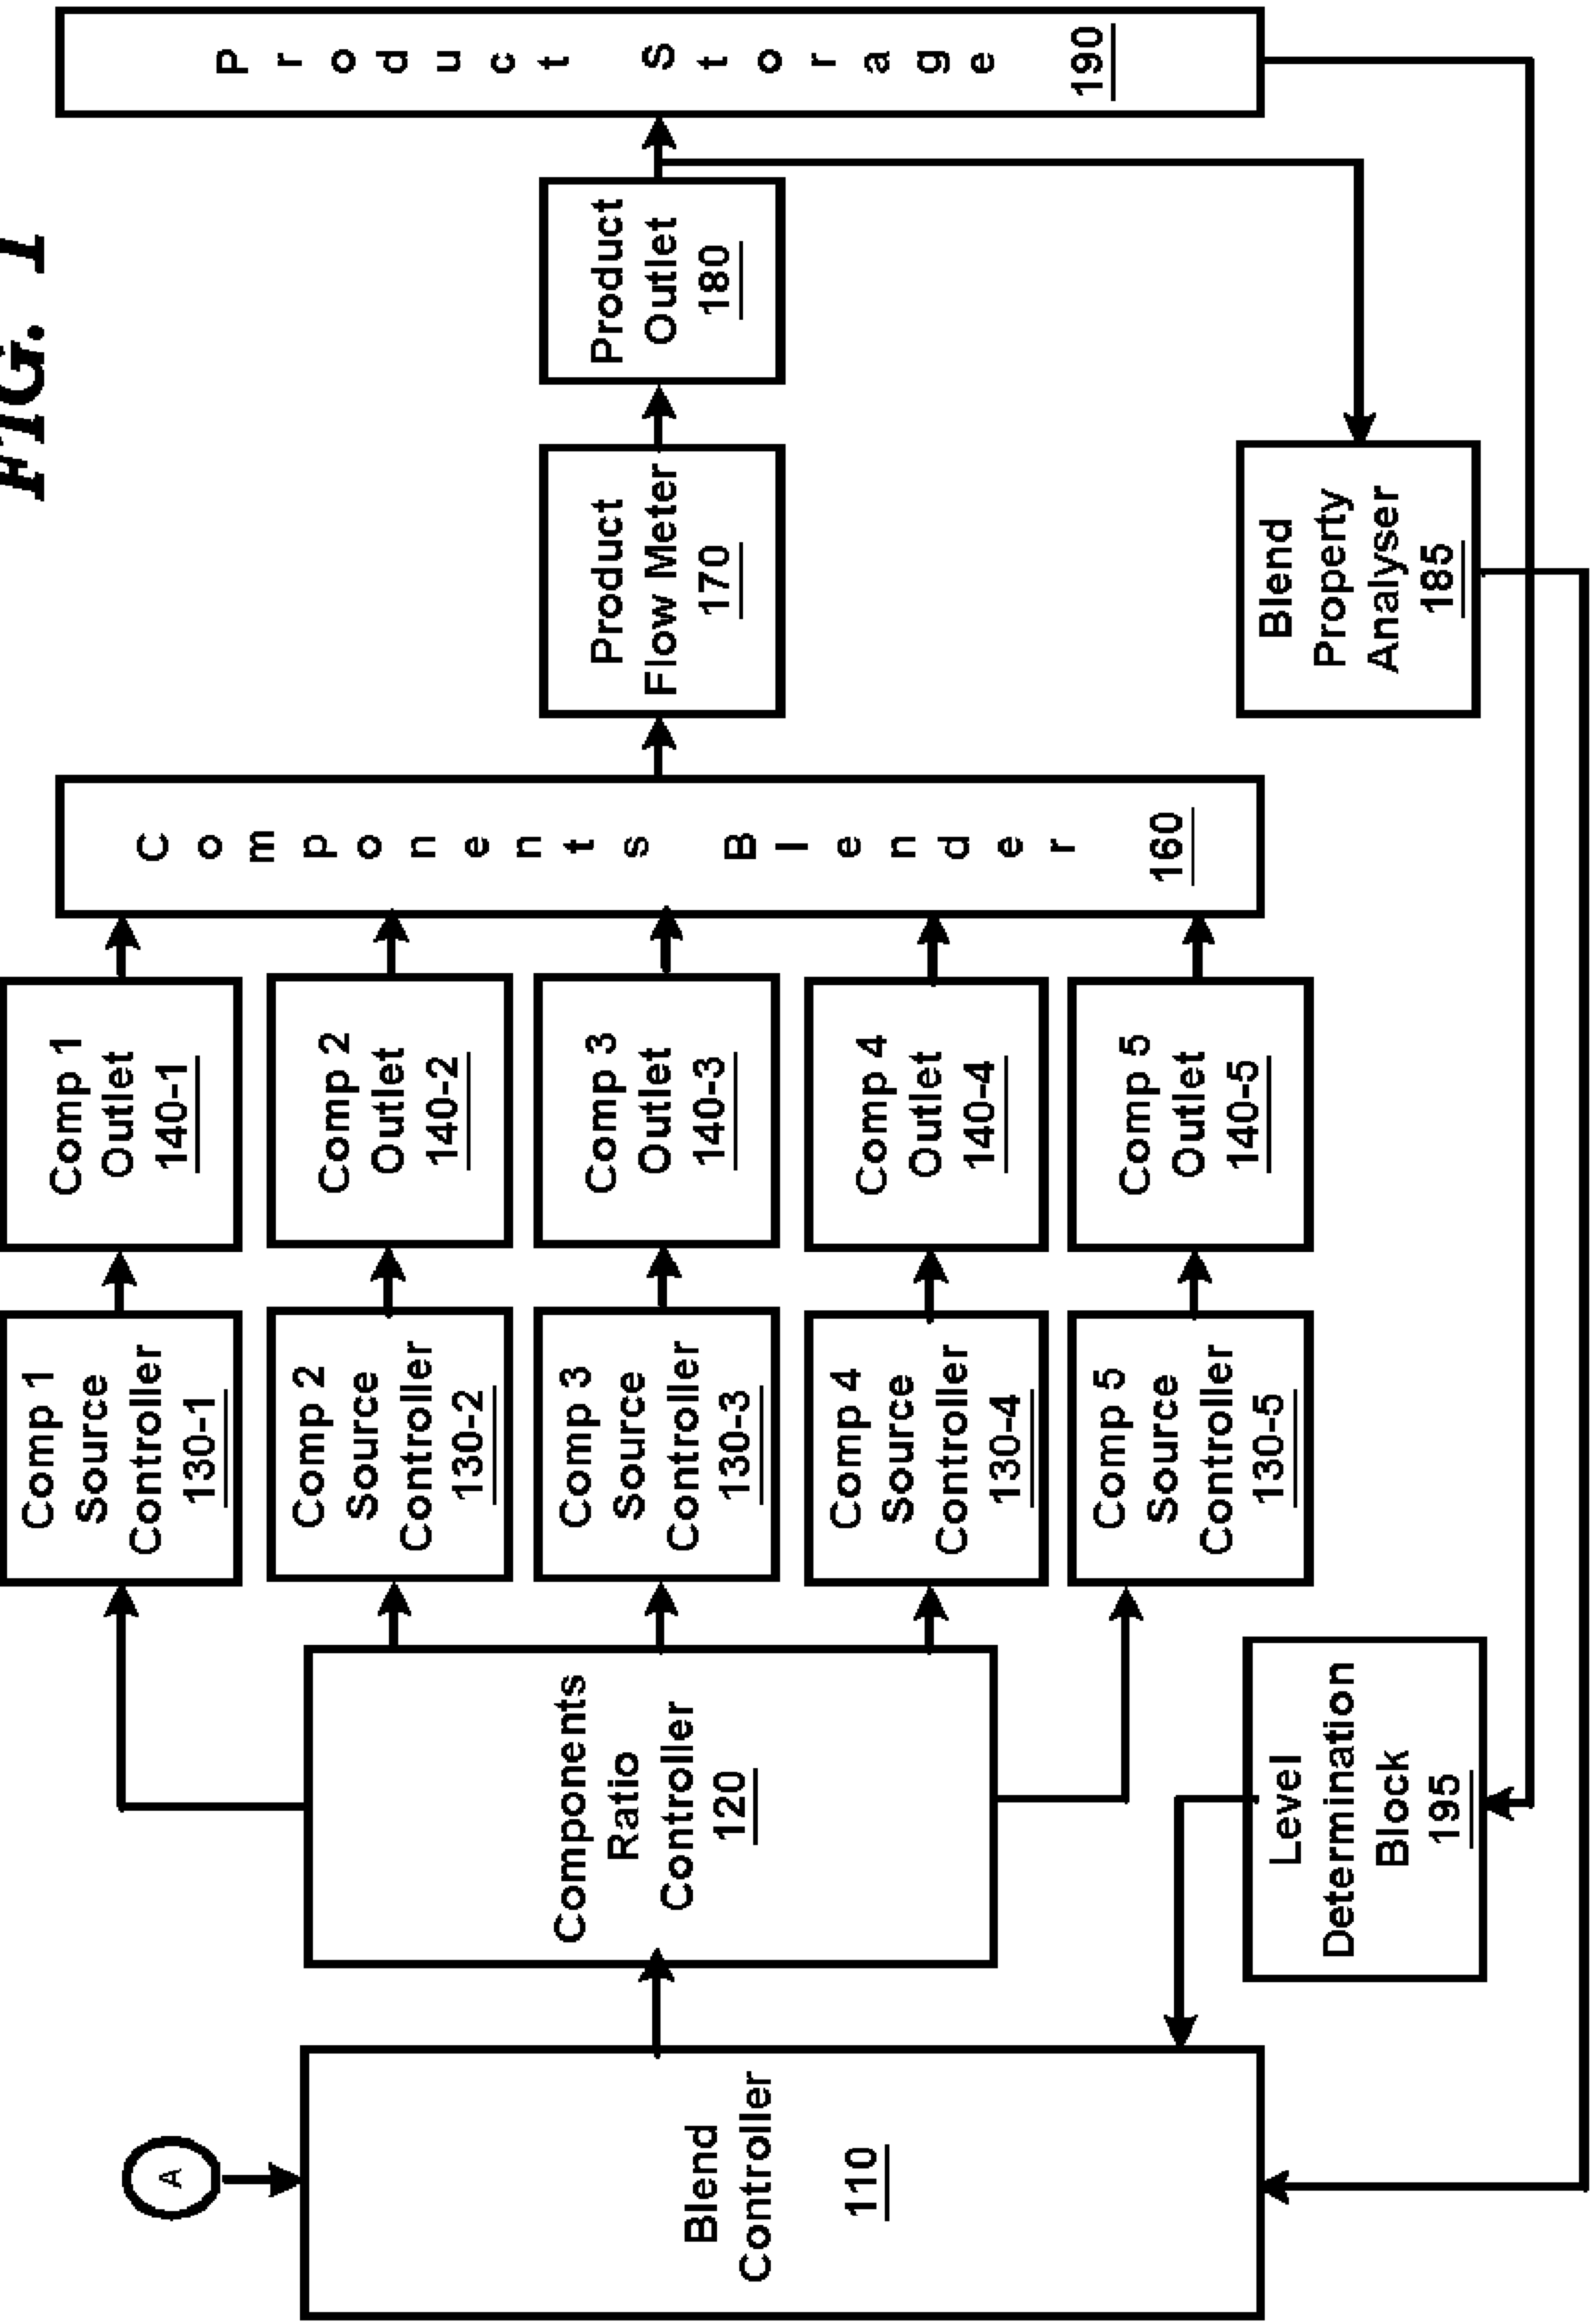 FIG. 1
A
Blend
Controller
110
Components
Ratio
Controller
120
Level
Determination
Block
195
Comp 1
Source
Controller
130-1
Comp 2
Source
Controller
130-2
Comp 3
Source
Controller
130-3
Comp 4
Source
Controller
130-4
Comp 5
Source
Controller
130-5
Comp 1
Outlet
140-1
Comp 2
Outlet
140-2
Comp 3
Outlet
140-3
Comp 4
Outlet
140-4
Comp 5
Outlet
140-5
Components Blender
160
Product
Flow Meter
170
Product
Outlet
180
Blend
Property
Analyser
185
Product Storage
190